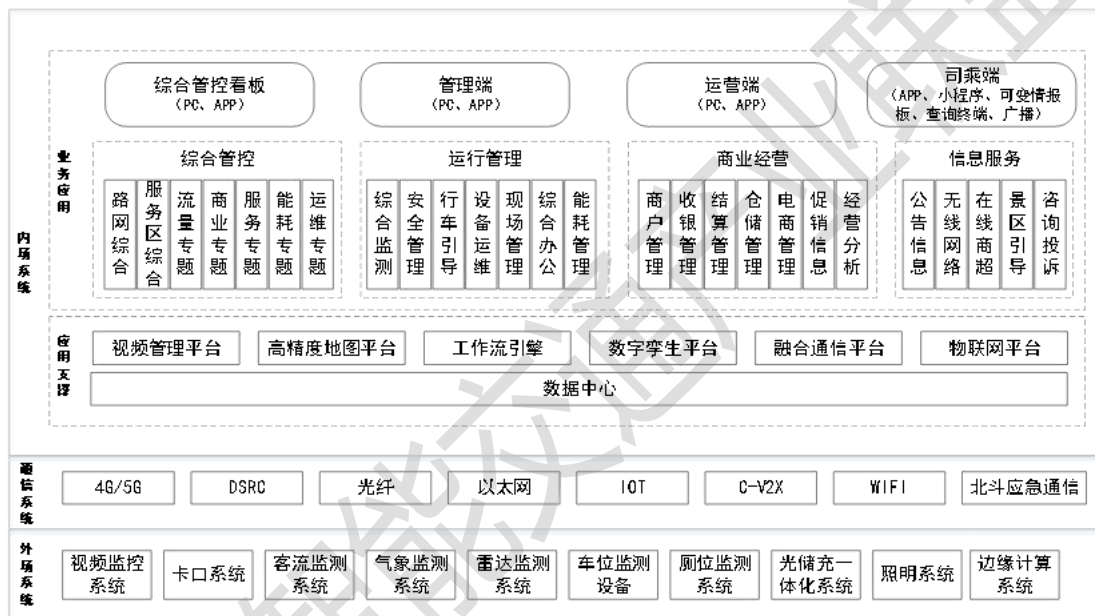 综合管控看板
（PC、APP）
管理端
（PC、APP）
运营端
（PC、APP）
司乘端
（APP、小程序、可变情报
板、查询终端、广播）
业务应用
综合管控
路网综合
服务区综合
流量专题
商业专题
服务专题
能耗专题
运维专题
运行管理
综合监测
安全管理
行车引导
设备运维
现场管理
综合办公
能耗管理
商业经营
商户管理
收银管理
结算管理
仓储管理
电商管理
促销信息
经营分析
信息服务
公告信息
无线网络
在线商超
景区引导
咨询投诉
内场系统
应用支撑
视频管理平台
高精度地图平台
工作流引擎
数字孪生平台
融合通信平台
物联网平台
数据中心
通信系统
4G/5G
DSRC
光纤
以太网
IOT
C-V2X
WIFI
北斗应急通信
外场系统
视频监控
系统
卡口系统
客流监测
系统
气象监测
系统
雷达监测
系统
车位监测
设备
厕位监测
系统
光储充一
体化系统
照明系统
边缘计算
系统
智能交通产业联盟